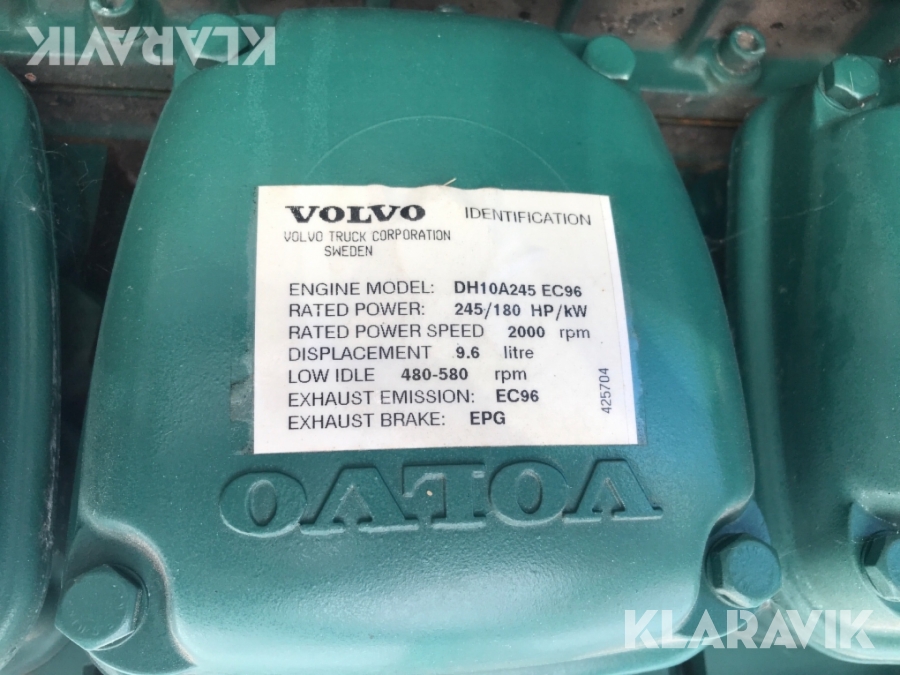 KLARAVIK
VOLVO IDENTIFICATION
VOLVO TRUCK CORPORATION
SWEDEN
ENGINE MODEL: DH10A245 EC96
RATED POWER: 245/180 HP/kW
RATED POWER SPEED 2000 rpm
DISPLACEMENT 9.6 litre
LOW IDLE 480-580 rpm
EXHAUST EMISSION: EC96
EXHAUST BRAKE: EPG
425704
VOLVO
KLARAVIK